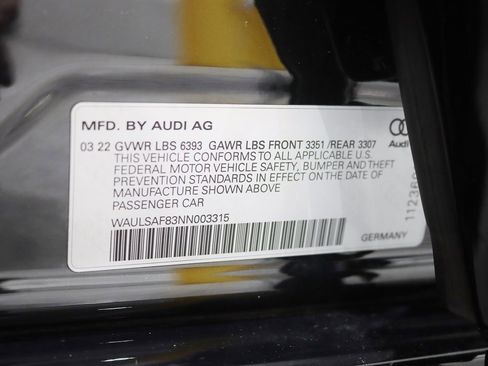 MFD. BY AUDI AG
03 22 GVWR LBS 6393 GAWR LBS FRONT 3351 /REAR 3307
THIS VEHICLE CONFORMS TO ALL APPLICABLE U.S.
FEDERAL MOTOR VEHICLE SAFETY, BUMPER AND THEFT
PREVENTION STANDARDS IN EFFECT ON THE DATE OF
MANUFACTURE SHOWN ABOVE
PASSENGER CAR
WAULSAF83NN003315
Audi
GERMANY